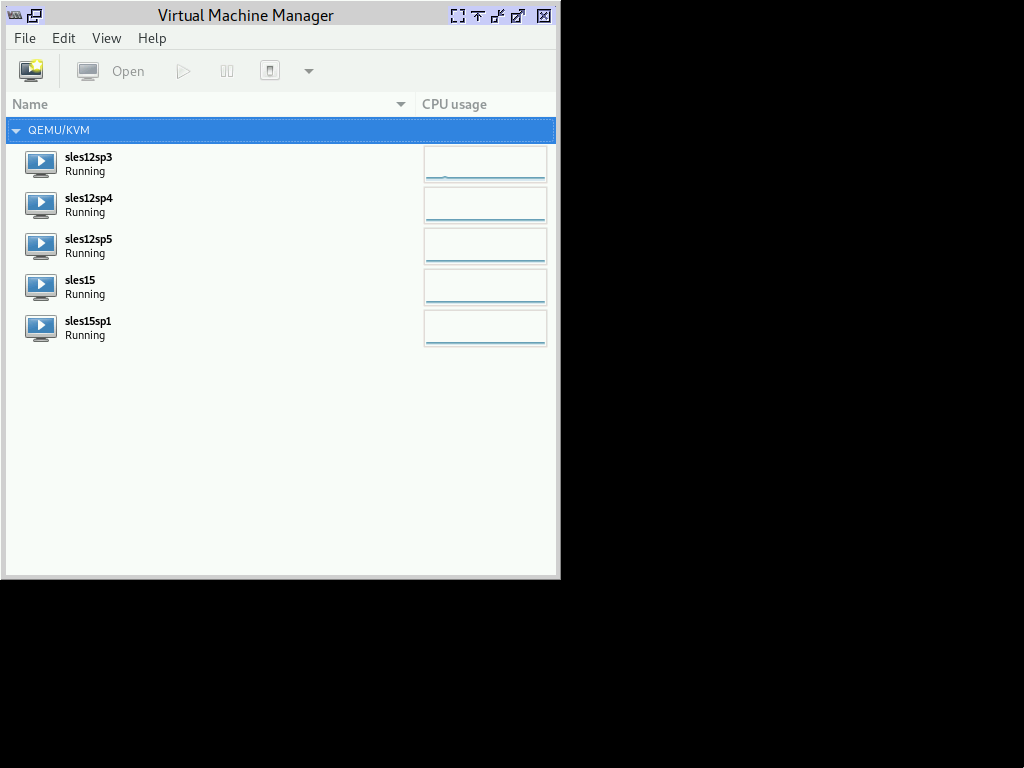 Virtual Machine Manager
File Edit View Help
Open
Name CPU usage
QEMU/KVM
sles12sp3
Running
sles12sp4
Running
sles12sp5
Running
sles15
Running
sles15sp1
Running